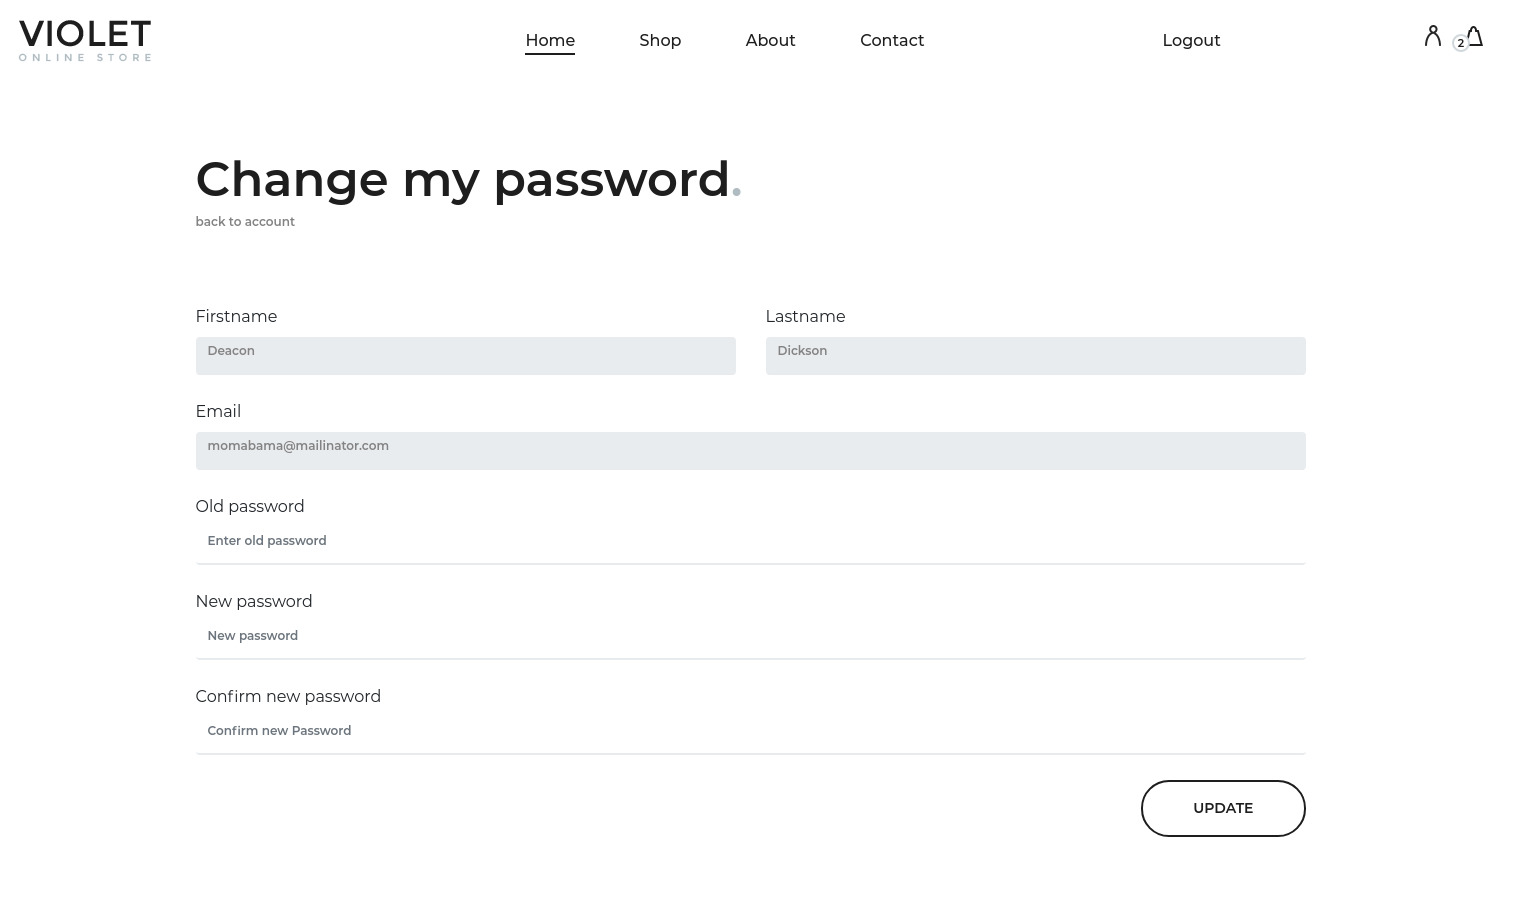 VIOLET
ONLINE STORE
Home Shop About Contact Logout 2
Change my password.
back to account
Firstname Lastname
Deacon Dickson
Email
momabama@mailinator.com
Old password
Enter old password
New password
New password
Confirm new password
Confirm new Password
UPDATE